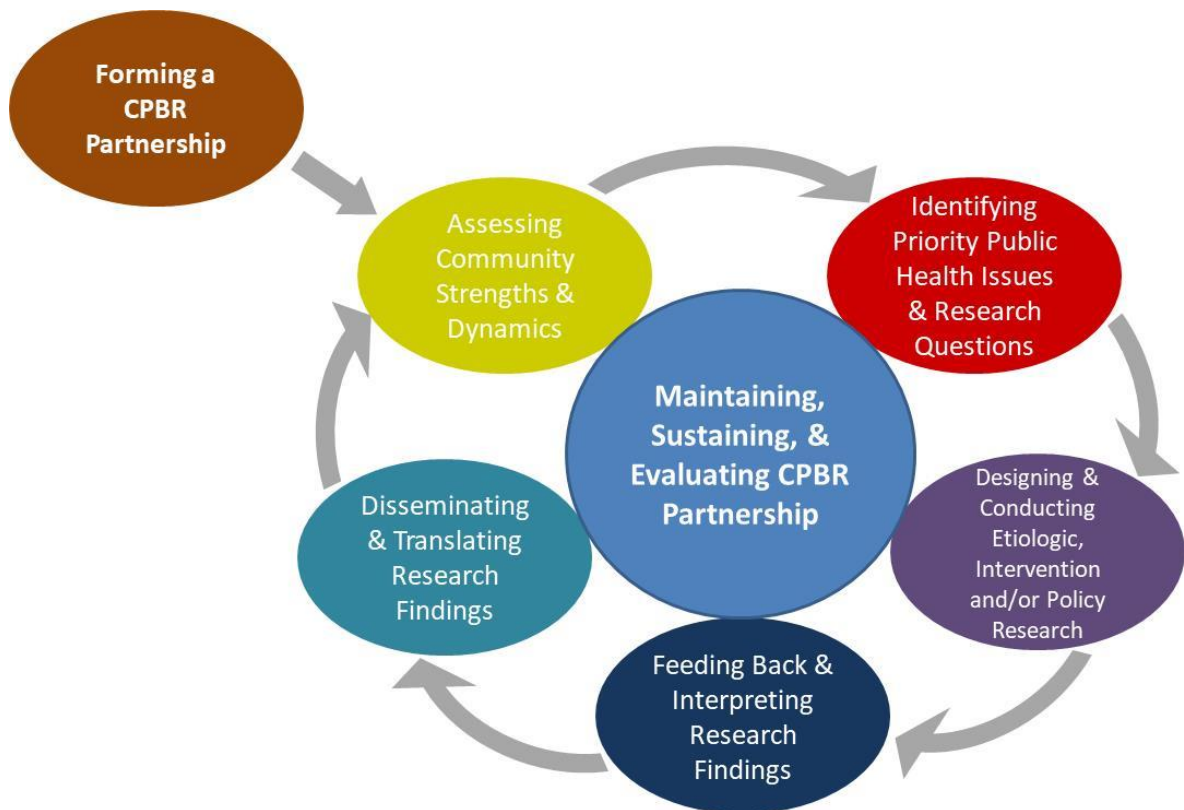 Forming a
CPBR
Partnership
Assessing
Community
Strengths &
Dynamics
Identifying
Priority Public
Health Issues
& Research
Questions
Maintaining,
Sustaining, &
Evaluating CPBR
Partnership
Designing &
Conducting
Etiologic,
Intervention
and/or Policy
Research
Feeding Back &
Interpreting
Research
Findings
Disseminating
& Translating
Research
Findings